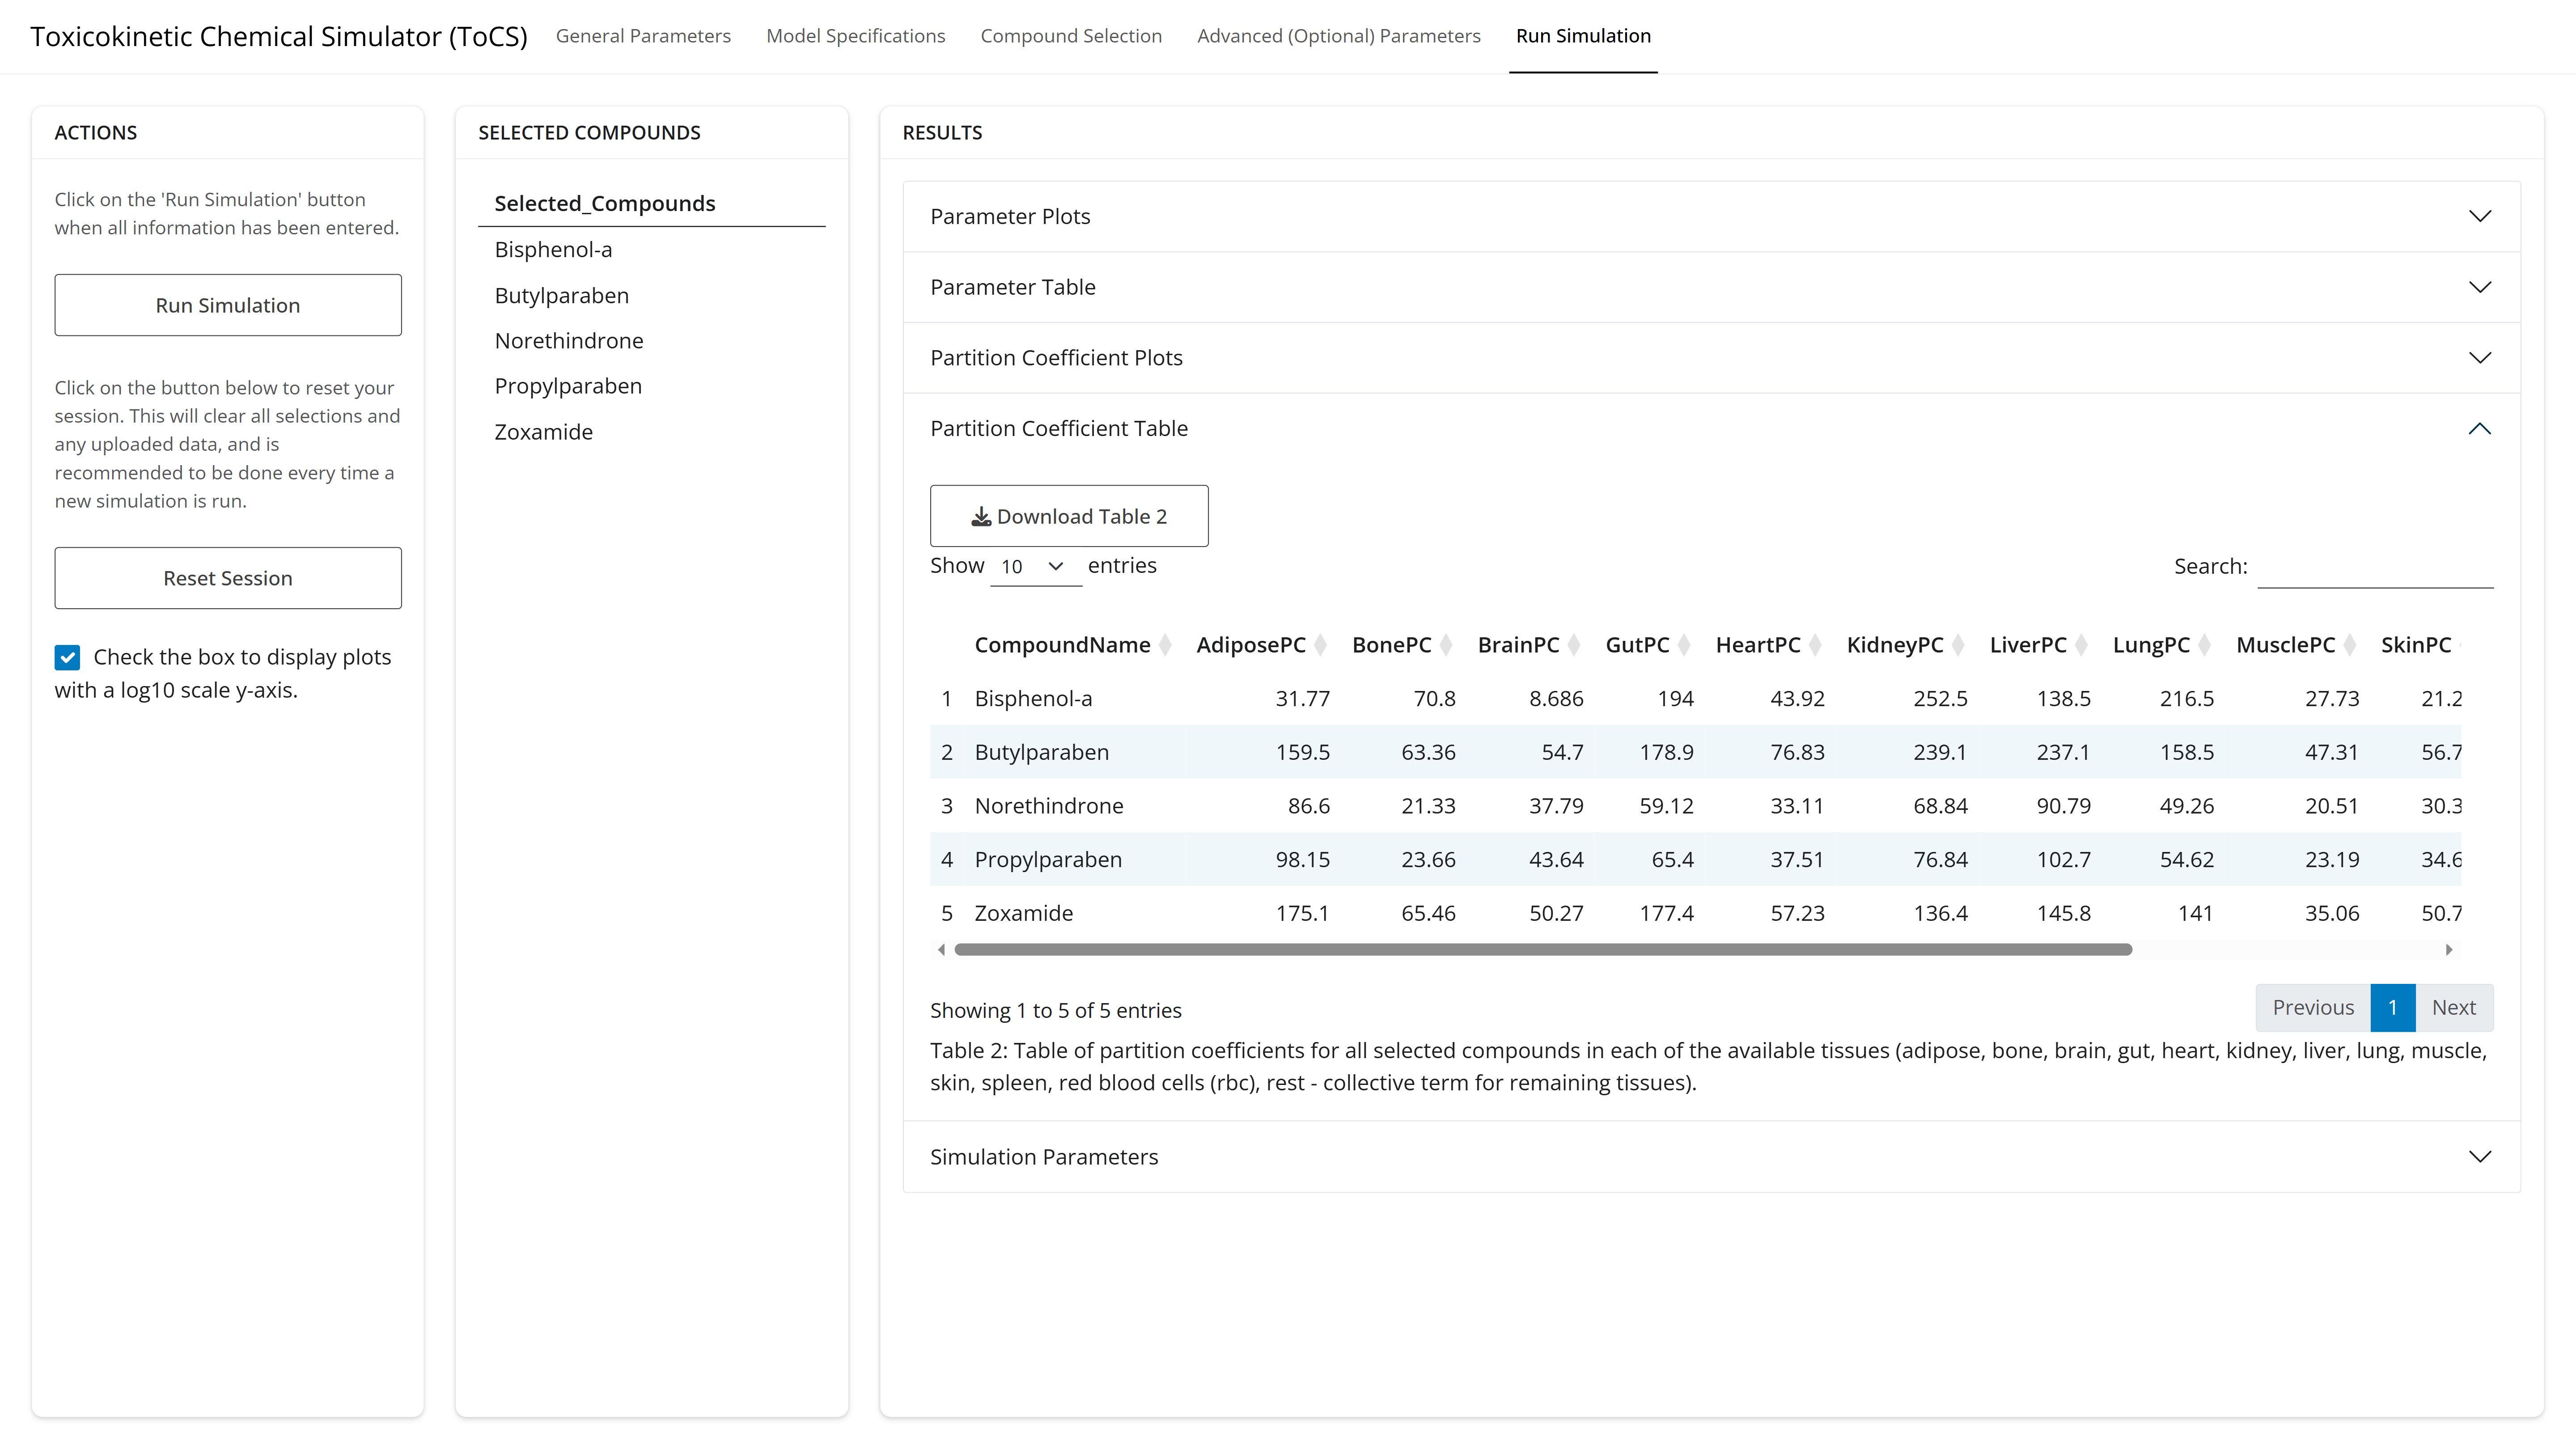 Toxicokinetic Chemical Simulator (ToCS) General Parameters Model Specifications Compound Selection Advanced (Optional) Parameters Run Simulation
ACTIONS
Click on the 'Run Simulation' button
when all information has been entered.
Run Simulation
Click on the button below to reset your
session. This will clear all selections and
any uploaded data, and is
recommended to be done every time a
new simulation is run.
Reset Session
Check the box to display plots
with a log10 scale y-axis.
SELECTED COMPOUNDS
Selected_Compounds
Bisphenol-a
Butylparaben
Norethindrone
Propylparaben
Zoxamide
RESULTS
Parameter Plots
Parameter Table
Partition Coefficient Plots
Partition Coefficient Table
Download Table 2
Show 10 entries Search:
CompoundName AdiposePC BonePC BrainPC GutPC HeartPC KidneyPC LiverPC LungPC MusclePC SkinPC
1 Bisphenol-a 31.77 70.8 8.686 194 43.92 252.5 138.5 216.5 27.73 21.2
2 Butylparaben 159.5 63.36 54.7 178.9 76.83 239.1 237.1 158.5 47.31 56.7
3 Norethindrone 86.6 21.33 37.79 59.12 33.11 68.84 90.79 49.26 20.51 30.3
4 Propylparaben 98.15 23.66 43.64 65.4 37.51 76.84 102.7 54.62 23.19 34.6
5 Zoxamide 175.1 65.46 50.27 177.4 57.23 136.4 145.8 141 35.06 50.7
Showing 1 to 5 of 5 entries Previous 1 Next
Table 2: Table of partition coefficients for all selected compounds in each of the available tissues (adipose, bone, brain, gut, heart, kidney, liver, lung, muscle,
skin, spleen, red blood cells (rbc), rest - collective term for remaining tissues).
Simulation Parameters